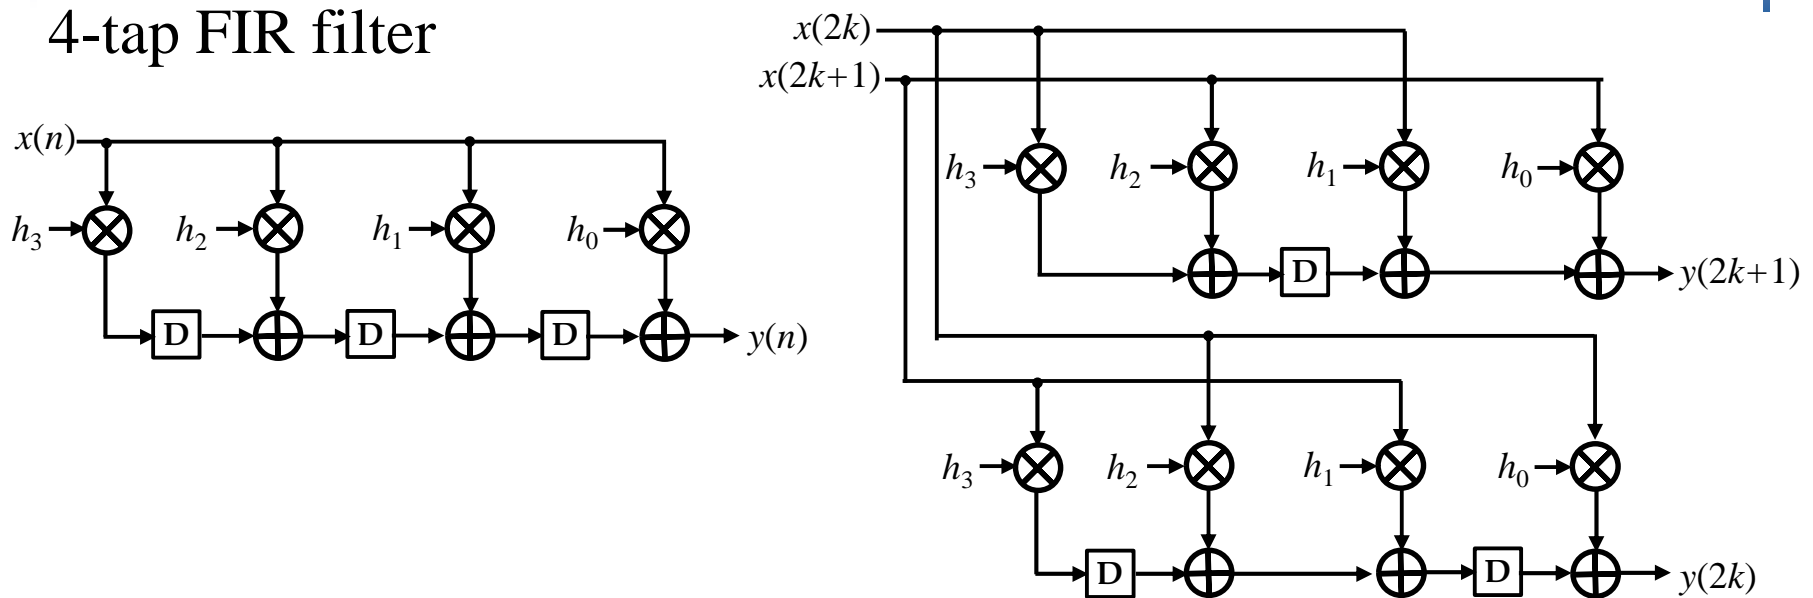 4-tap FIR filter
x(n)
h₃ h₂ h₁ h₀
D D D
y(n)
x(2k)
x(2k+1)
h₃ h₂ h₁ h₀
D
y(2k+1)
h₃ h₂ h₁ h₀
D D
y(2k)